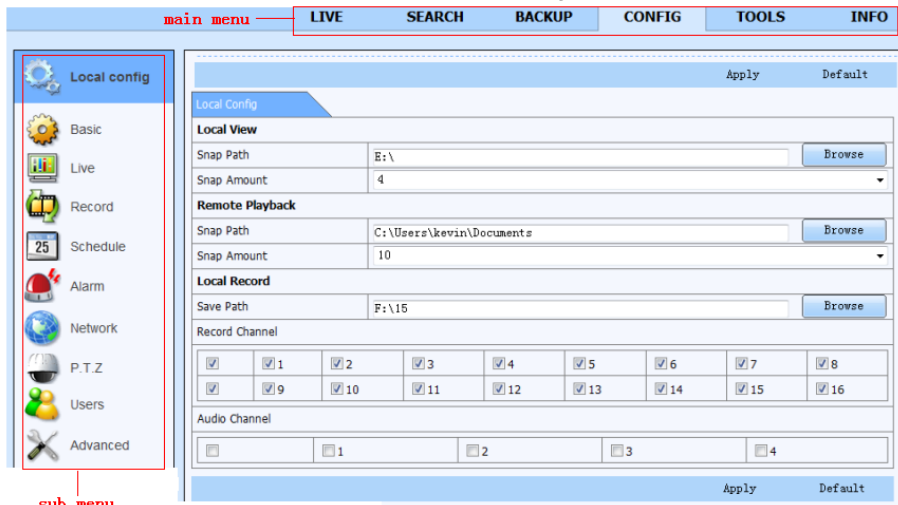 main menu LIVE SEARCH BACKUP CONFIG TOOLS INFO
Local config
Basic
Live
Record
25 Schedule
Alarm
Network
P.T.Z
Users
Advanced
sub menu
Apply Default
Local Config
Local View
Snap Path E:\ Browse
Snap Amount 4
Remote Playback
Snap Path C:\Users\kevin\Documents Browse
Snap Amount 10
Local Record
Save Path F:\15 Browse
Record Channel
1 2 3 4 5 6 7 8
9 10 11 12 13 14 15 16
Audio Channel
1 2 3 4
Apply Default